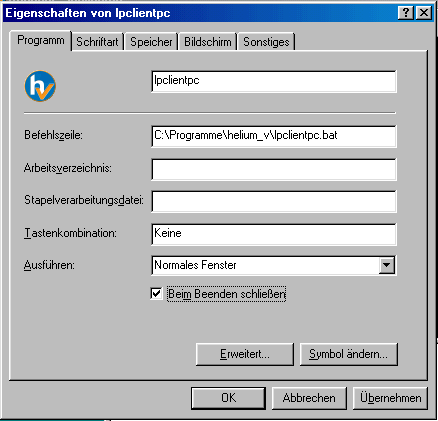 Eigenschaften von lpclientpc
Programm Schriftart Speicher Bildschirm Sonstiges
hv
lpclientpc
Befehlszeile: C:\Programme\helium_v\lpclientpc.bat
Arbeitsverzeichnis:
Stapelverarbeitungsdatei:
Tastenkombination: Keine
Ausführen: Normales Fenster
Beim Beenden schließen
Erweitert... Symbol ändern...
OK Abbrechen Übernehmen